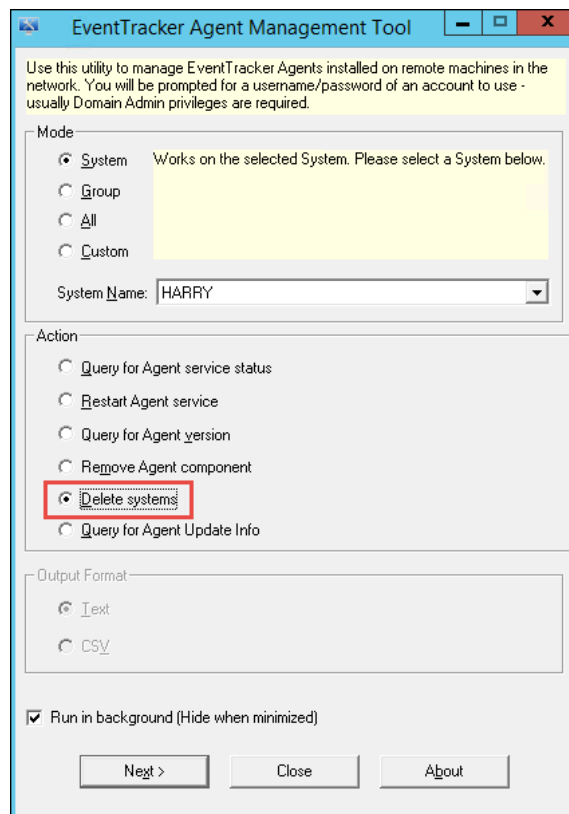 EventTracker Agent Management Tool
Use this utility to manage EventTracker Agents installed on remote machines in the
network. You will be prompted for a username/password of an account to use -
usually Domain Admin privileges are required.
Mode
System
Works on the selected System. Please select a System below.
Group
All
Custom
System Name: HARRY
Action
Query for Agent service status
Restart Agent service
Query for Agent version
Remove Agent component
Delete systems
Query for Agent Update Info
Output Format
Text
CSV
Run in background (Hide when minimized)
Next > Close About